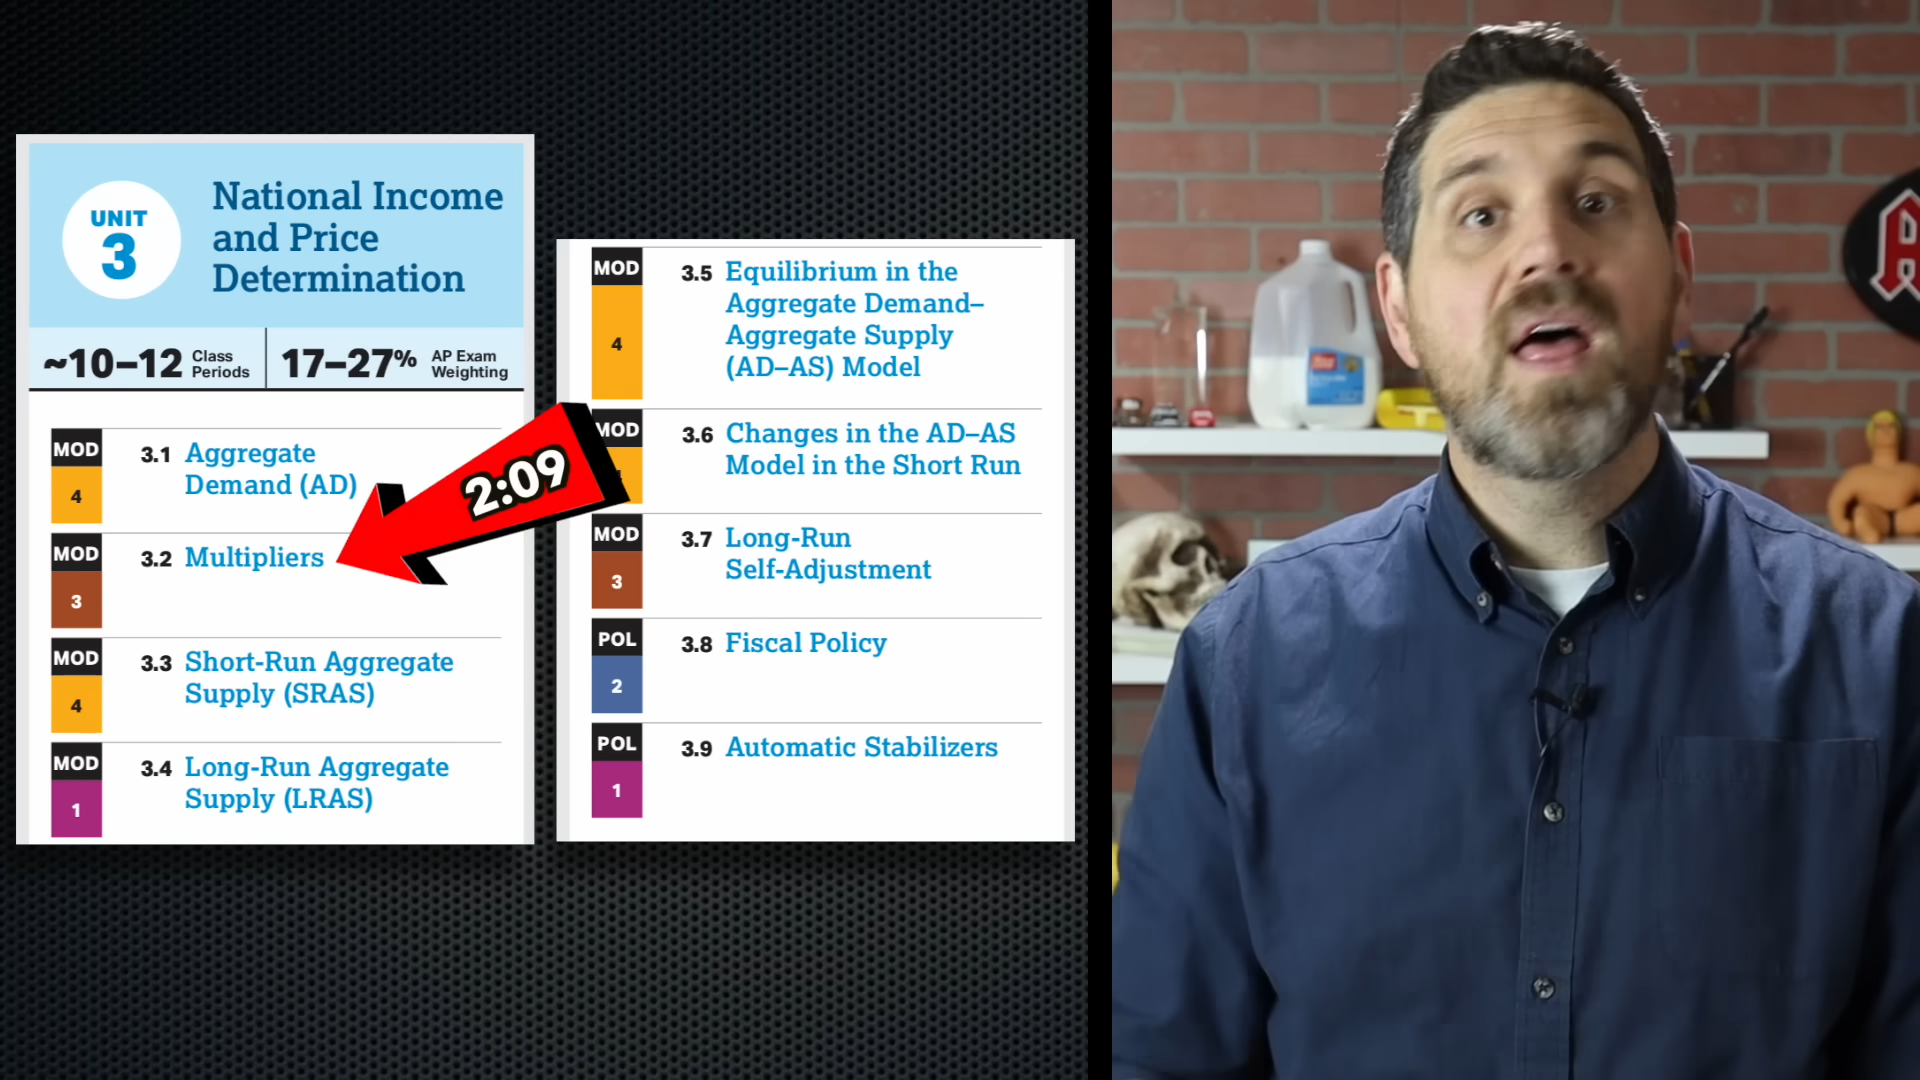 UNIT
3
National Income
and Price
Determination
~10–12 Class
Periods
17–27% AP Exam
Weighting
MOD
4
3.1 Aggregate
Demand (AD)
MOD
3
3.2 Multipliers
2:09
MOD
4
3.3 Short-Run Aggregate
Supply (SRAS)
MOD
1
3.4 Long-Run Aggregate
Supply (LRAS)
MOD
4
3.5 Equilibrium in the
Aggregate Demand–
Aggregate Supply
(AD–AS) Model
MOD
3.6 Changes in the AD–AS
Model in the Short Run
MOD
3
3.7 Long-Run
Self-Adjustment
POL
2
3.8 Fiscal Policy
POL
1
3.9 Automatic Stabilizers
A